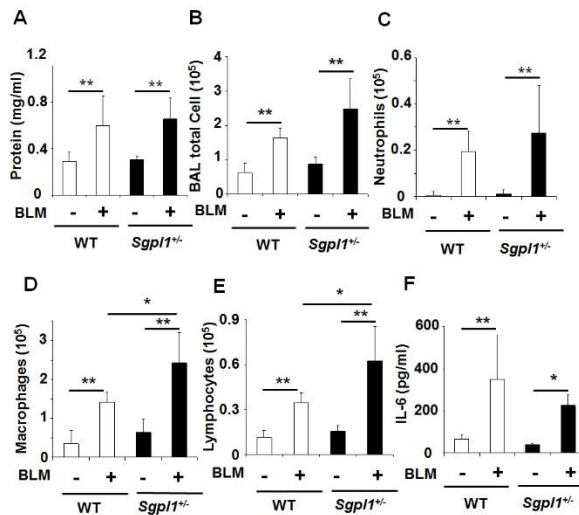 A
Protein (mg/ml)
1.2
0.8
0.4
0
**
**
BLM - + - +
WT Sgpl1+/-
B
BAL total Cell (10⁵)
4
3
2
1
0
**
**
BLM - + - +
WT Sgpl1+/-
C
Neutrophils (10⁵)
0.6
0.4
0.2
0
**
**
BLM - + - +
WT Sgpl1+/-
D
Macrophages (10⁵)
3
2
1
0
*
**
**
BLM - + - +
WT Sgpl1+/-
E
Lymphocytes (10⁵)
0.9
0.6
0.3
0
*
**
**
BLM - + - +
WT Sgpl1+/-
F
IL-6 (pg/ml)
600
400
200
0
**
*
BLM - + - +
WT Sgpl1+/-